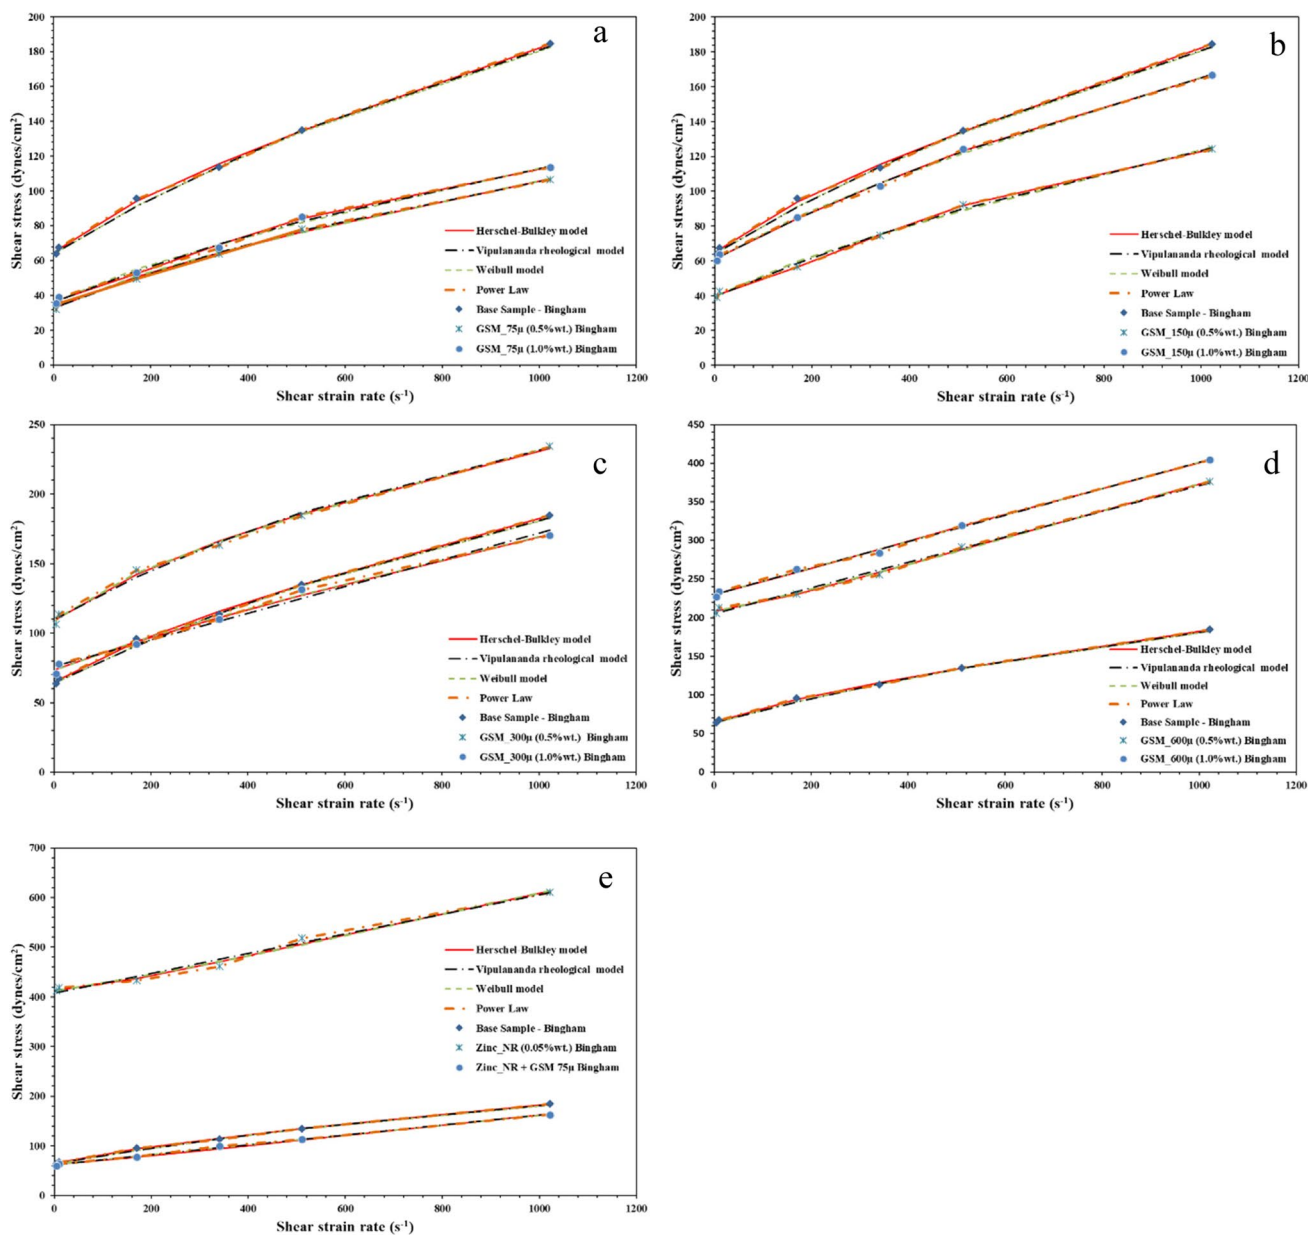 a
Shear stress (dynes/cm²)
200
180
160
140
120
100
80
60
40
20
0
Herschel-Bulkley model
Vipulananda rheological model
Weibull model
Power Law
Base Sample - Bingham
GSM_75μ (0.5%wt.) Bingham
GSM_75μ (1.0%wt.) Bingham
0 200 400 600 800 1000 1200
Shear strain rate (s⁻¹)
b
Shear stress (dynes/cm²)
200
180
160
140
120
100
80
60
40
20
0
Herschel-Bulkley model
Vipulananda rheological model
Weibull model
Power Law
Base Sample - Bingham
GSM_150μ (0.5%wt.) Bingham
GSM_150μ (1.0%wt.) Bingham
0 200 400 600 800 1000 1200
Shear strain rate (s⁻¹)
c
Shear stress (dynes/cm²)
250
200
150
100
50
0
Herschel-Bulkley model
Vipulananda rheological model
Weibull model
Power Law
Base Sample - Bingham
GSM_300μ (0.5%wt.) Bingham
GSM_300μ (1.0%wt.) Bingham
0 200 400 600 800 1000 1200
Shear strain rate (s⁻¹)
d
Shear stress (dynes/cm²)
450
400
350
300
250
200
150
100
50
0
Herschel-Bulkley model
Vipulananda rheological model
Weibull model
Power Law
Base Sample - Bingham
GSM_600μ (0.5%wt.) Bingham
GSM_600μ (1.0%wt.) Bingham
0 200 400 600 800 1000 1200
Shear strain rate (s⁻¹)
e
Shear stress (dynes/cm²)
700
600
500
400
300
200
100
0
Herschel-Bulkley model
Vipulananda rheological model
Weibull model
Power Law
Base Sample - Bingham
Zinc_NR (0.05%wt.) Bingham
Zinc_NR + GSM 75μ Bingham
0 200 400 600 800 1000 1200
Shear strain rate (s⁻¹)